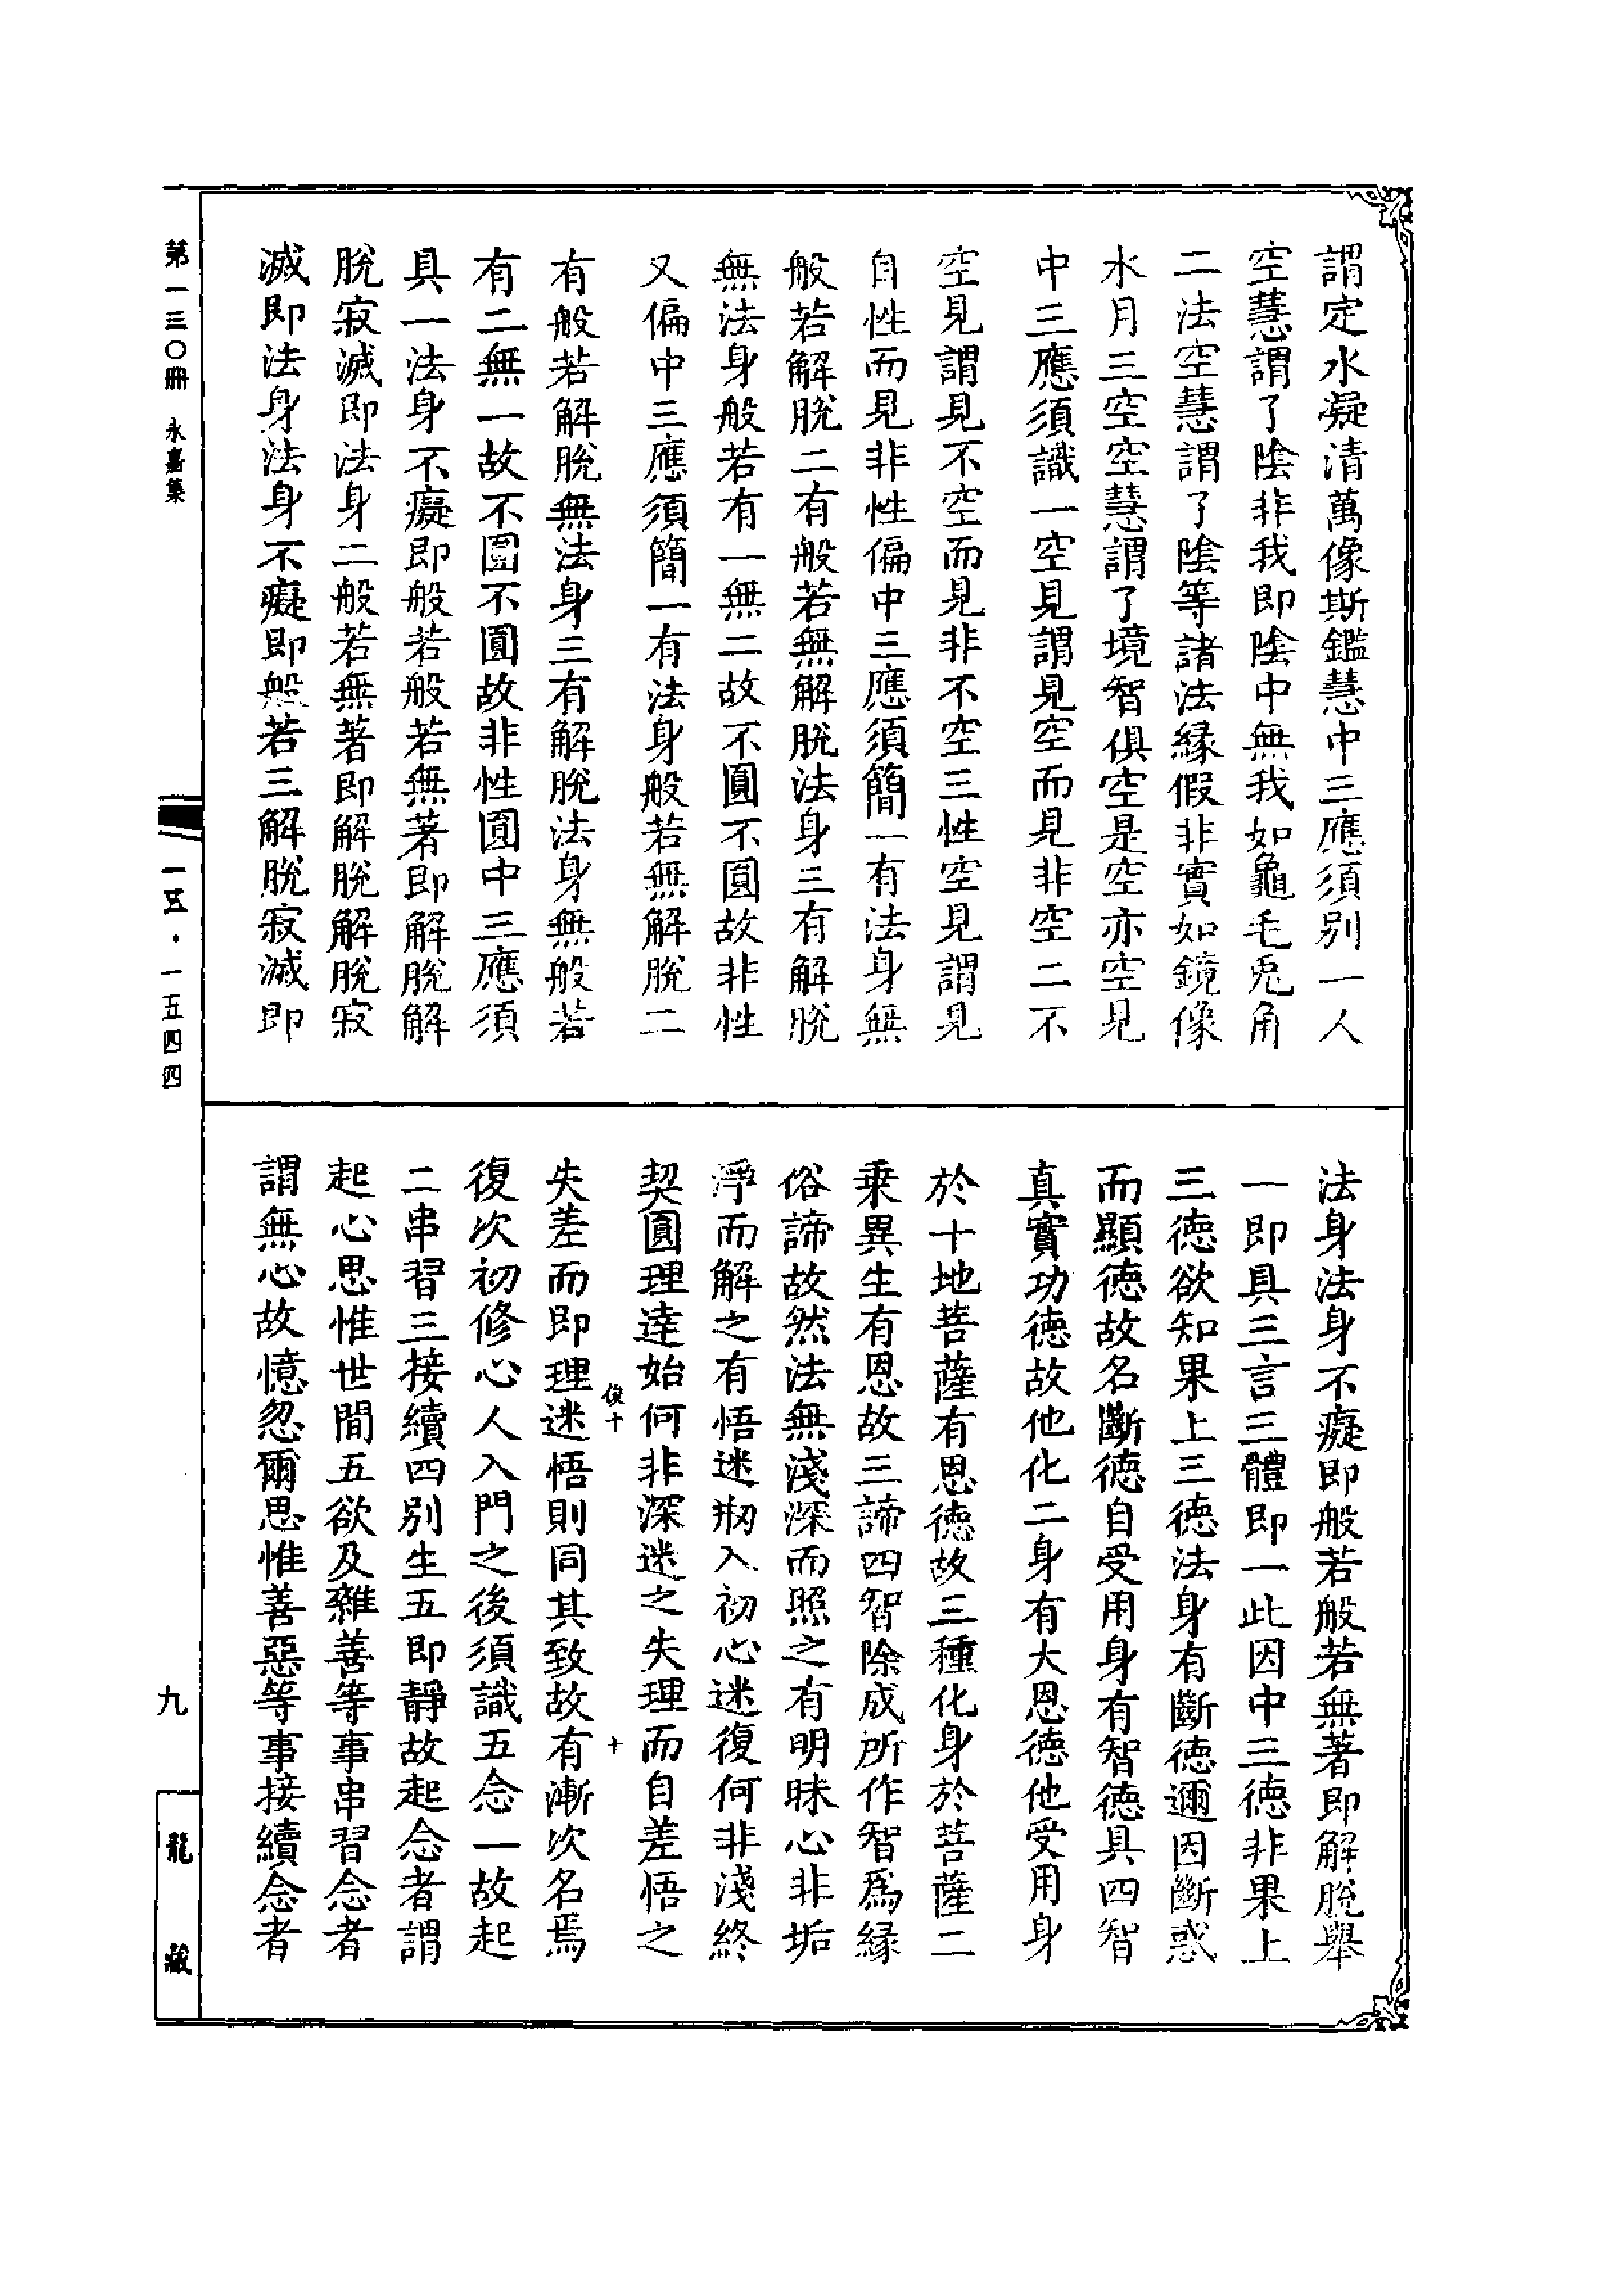 謂定水凝清萬像斯鑑慧中三應須別一人
空慧謂了陰非我即陰中無我如龜毛兎角
二法空慧謂了陰等諸法緣假非實如鏡像
水月三空空慧謂了境智俱空是空亦空見
中三應須識一空見謂見空而見非空二不
空見謂見不空而見非不空三性空見謂見
自性而見非性偏中三應須簡一有法身無
般若解脫二有般若無解脫法身三有解脫
無法身般若有一無二故不圓不圓故非性
又偏中三應須簡一有法身般若無解脫二
有般若解脫無法身三有解脫法身無般若
有二無一故不圓不圓故非性圓中三應須
具一法身不癡即般若般若無著即解脫解
脫寂滅即法身二般若無著即解脫解脫寂
滅即法身法身不癡即般若三解脫寂滅即
法身法身不癡即般若般若無著即解脫舉
一即具三言三體即一此因中三德非果上
三德欲知果上三德法身有斷德邇因斷惑
而顯德故名斷德自受用身有智德具四智
真實功德故他化二身有大恩德他受用身
於十地菩薩有恩德故三種化身於菩薩二
乗異生有恩故三諦四智除成所作智爲緣
俗諦故然法無淺深而照之有明昧心非垢
淨而解之有悟迷刱入初心迷復何非淺終
契圓理達始何非深迷之失理而自差悟之
失差而即理迷悟則同其致故有漸次名焉
復次初修心人入門之後須識五念一故起
二串習三接續四別生五即靜故起念者謂
起心思惟世間五欲及雜善等事串習念者
謂無心故憶忽爾思惟善惡等事接續念者
俊十
十
第一三〇冊 永嘉集
一五·一五四四
九
龍藏